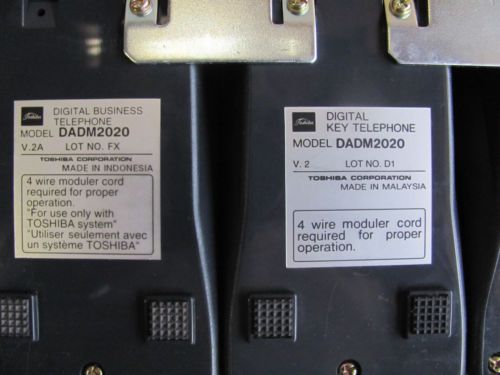 Toshiba
DIGITAL BUSINESS
TELEPHONE
MODEL DADM2020
V.2A LOT NO. FX
TOSHIBA CORPORATION
MADE IN INDONESIA
4 wire moduler cord
required for proper
operation.
"For use only with
TOSHIBA system"
"Utiliser seulement avec
un système TOSHIBA"
Toshiba
DIGITAL
KEY TELEPHONE
MODEL DADM2020
V. 2 LOT NO. D1
TOSHIBA CORPORATION
MADE IN MALAYSIA
4 wire moduler cord
required for proper
operation.